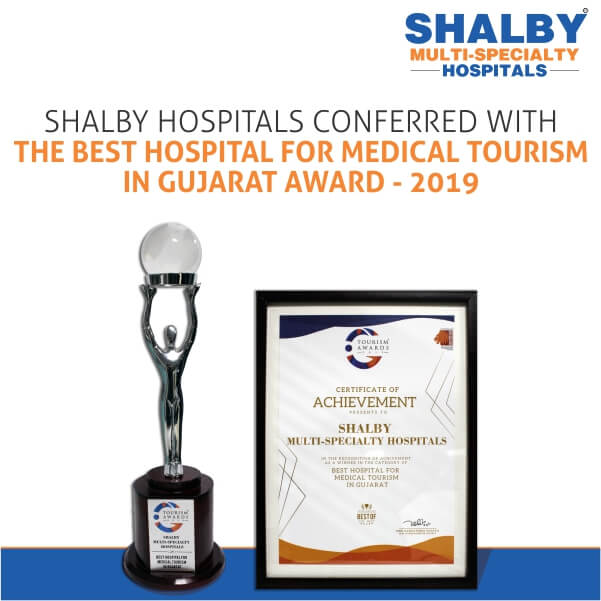 SHALBY
MULTI-SPECIALTY
HOSPITALS
SHALBY HOSPITALS CONFERRED WITH
THE BEST HOSPITAL FOR MEDICAL TOURISM
IN GUJARAT AWARD - 2019
TOURISM
AWARDS
CERTIFICATE OF
ACHIEVEMENT
PRESENTS TO
SHALBY
MULTI-SPECIALTY HOSPITALS
IN THE RECOGNITION OF ACHIEVEMENT
AS A WINNER IN THE CATEGORY OF
BEST HOSPITAL FOR
MEDICAL TOURISM
IN GUJARAT
BEST OF
TOURISM
AWARDS
SHALBY
MULTI-SPECIALTY
HOSPITALS
BEST HOSPITAL FOR
MEDICAL TOURISM
IN GUJARAT